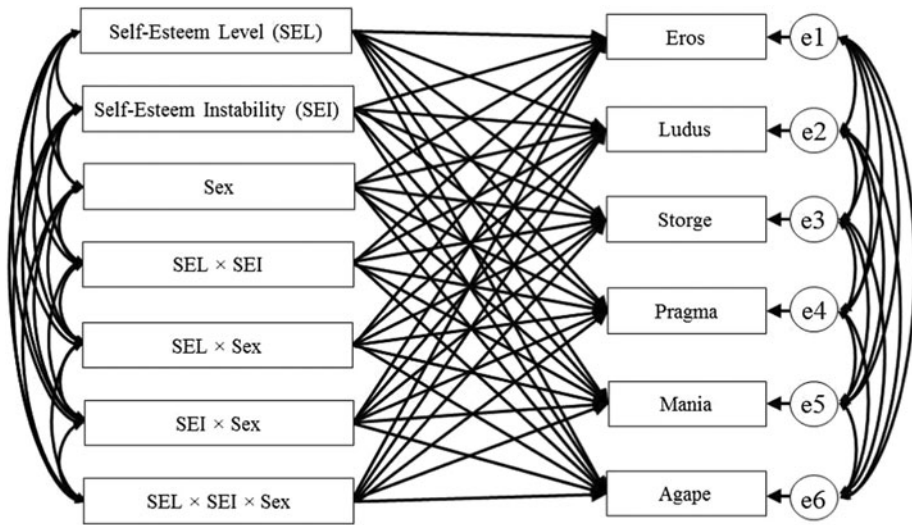 Self-Esteem Level (SEL)
Self-Esteem Instability (SEI)
Sex
SEL × SEI
SEL × Sex
SEI × Sex
SEL × SEI × Sex
Eros
Ludus
Storge
Pragma
Mania
Agape
e1
e2
e3
e4
e5
e6